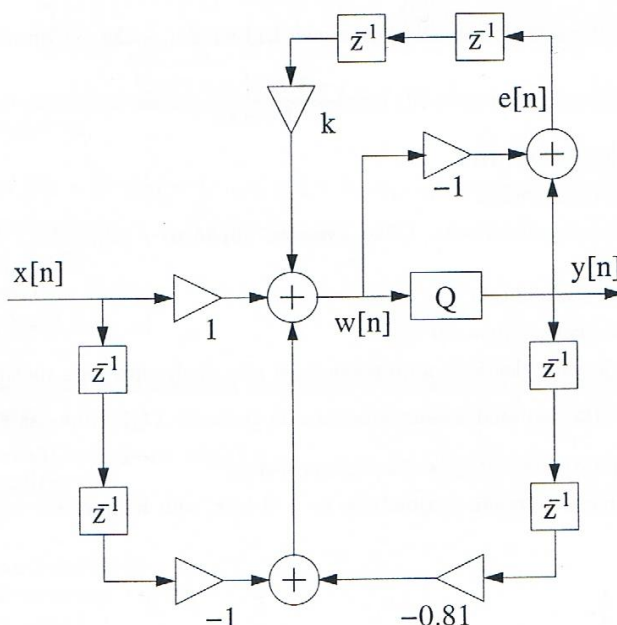 z⁻¹ z⁻¹
e[n]
k
+
−1
x[n]
+
w[n]
Q
y[n]
1
z⁻¹
z⁻¹
z⁻¹
z⁻¹
+
−1
−0.81